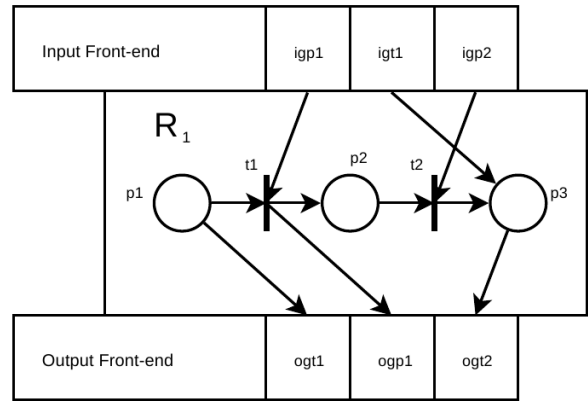 Input Front-end igp1 igt1 igp2
R1
t1 p2 t2
p1 p3
Output Front-end ogt1 ogp1 ogt2